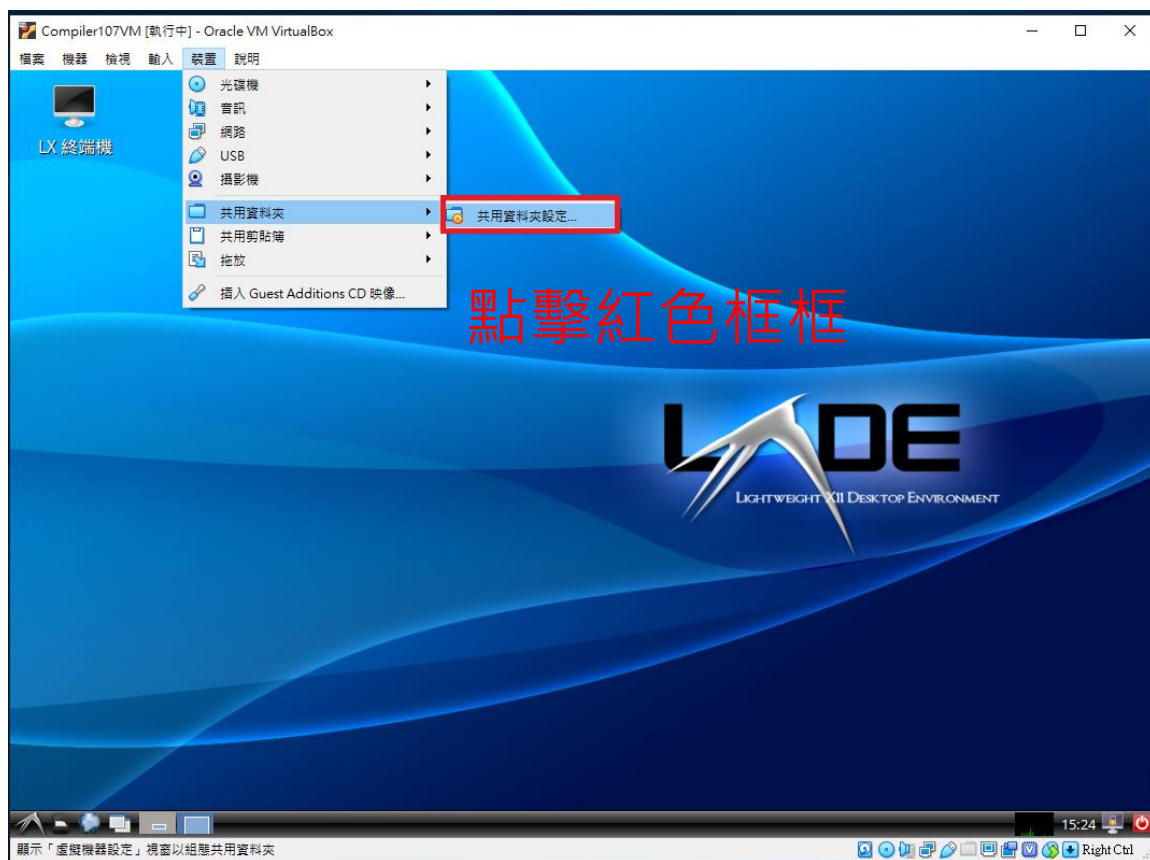 Compiler107VM [執行中] - Oracle VM VirtualBox
檔案 機器 檢視 輸入 裝置 說明
光碟機
音訊
網路
USB
攝影機
共用資料夾
共用資料夾設定...
共用剪貼簿
拖放
插入 Guest Additions CD 映像...
LX 終端機
點擊紅色框框
LXDE
LIGHTWEIGHT X11 DESKTOP ENVIRONMENT
15:24
顯示「虛擬機器設定」視窗以組態共用資料夾
Right Ctrl